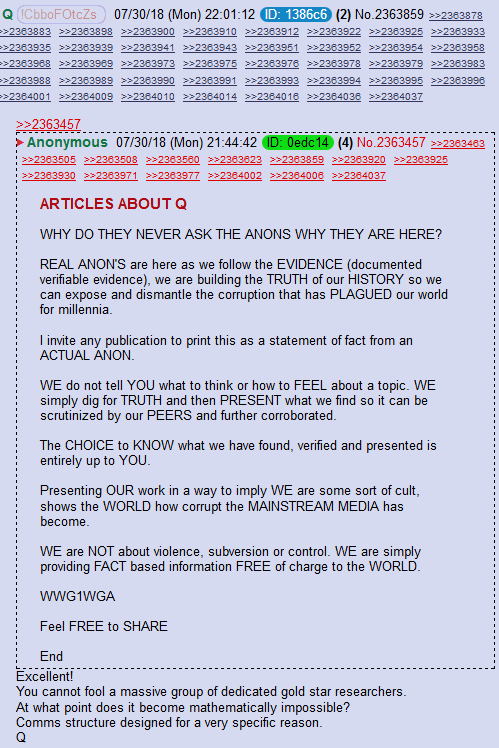 Q !CbboFOtcZs 07/30/18 (Mon) 22:01:12 ID: 1386c6 (2) No.2363859 >>2363878
>>2363883 >>2363898 >>2363900 >>2363910 >>2363912 >>2363922 >>2363925 >>2363933
>>2363935 >>2363939 >>2363941 >>2363943 >>2363951 >>2363952 >>2363954 >>2363958
>>2363968 >>2363969 >>2363973 >>2363975 >>2363976 >>2363978 >>2363979 >>2363983
>>2363988 >>2363989 >>2363990 >>2363991 >>2363993 >>2363994 >>2363995 >>2363996
>>2364001 >>2364009 >>2364010 >>2364014 >>2364016 >>2364036 >>2364037
>>2363457
Anonymous 07/30/18 (Mon) 21:44:42 ID: 0edc14 (4) No.2363457 >>2363463
>>2363505 >>2363508 >>2363560 >>2363623 >>2363859 >>2363920 >>2363925
>>2363930 >>2363971 >>2363977 >>2364002 >>2364006 >>2364037
ARTICLES ABOUT Q
WHY DO THEY NEVER ASK THE ANONS WHY THEY ARE HERE?
REAL ANON'S are here as we follow the EVIDENCE (documented
verifiable evidence), we are building the TRUTH of our HISTORY so we
can expose and dismantle the corruption that has PLAGUED our world
for millennia.
I invite any publication to print this as a statement of fact from an
ACTUAL ANON.
WE do not tell YOU what to think or how to FEEL about a topic. WE
simply dig for TRUTH and then PRESENT what we find so it can be
scrutinized by our PEERS and further corroborated.
The CHOICE to KNOW what we have found, verified and presented is
entirely up to YOU.
Presenting OUR work in a way to imply WE are some sort of cult,
shows the WORLD how corrupt the MAINSTREAM MEDIA has
become.
WE are NOT about violence, subversion or control. WE are simply
providing FACT based information FREE of charge to the WORLD.
WWG1WGA
Feel FREE to SHARE
End
Excellent!
You cannot fool a massive group of dedicated gold star researchers.
At what point does it become mathematically impossible?
Comms structure designed for a very specific reason.
Q